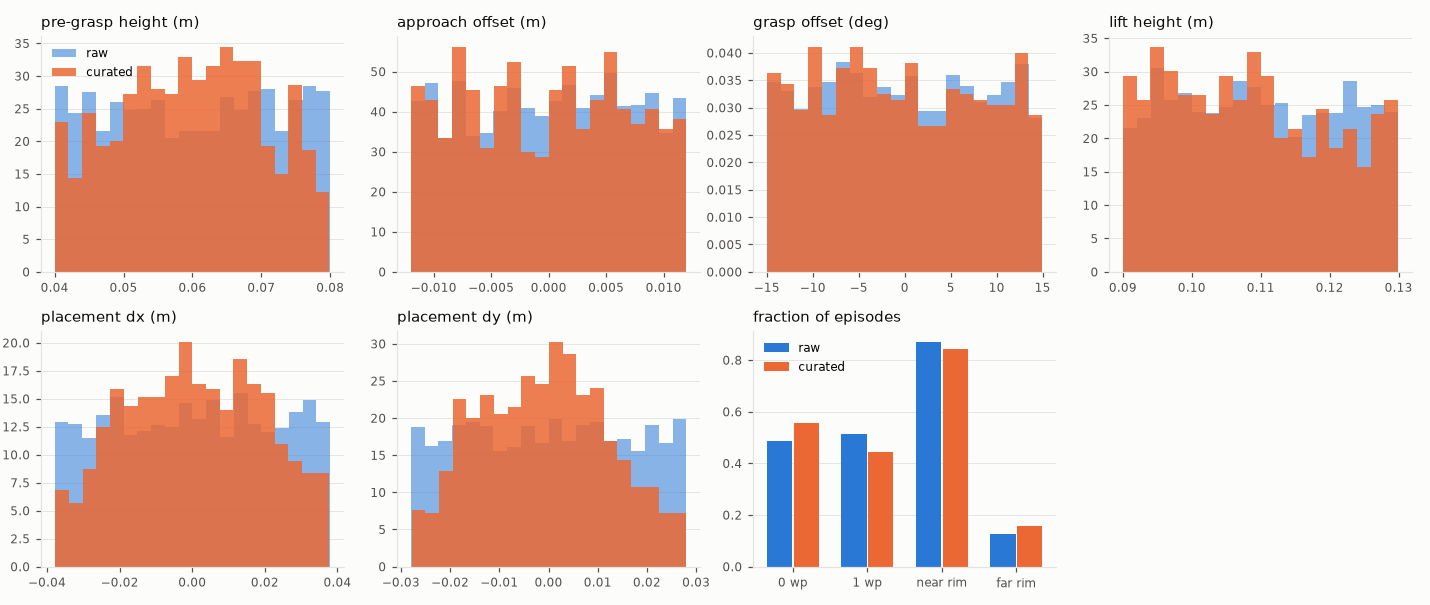 pre-grasp height (m)
35
30
25
20
15
10
5
0
raw
curated
0.04 0.05 0.06 0.07 0.08
approach offset (m)
50
40
30
20
10
0
−0.010 −0.005 0.000 0.005 0.010
grasp offset (deg)
0.040
0.035
0.030
0.025
0.020
0.015
0.010
0.005
0.000
−15 −10 −5 0 5 10 15
lift height (m)
35
30
25
20
15
10
5
0
0.09 0.10 0.11 0.12 0.13
placement dx (m)
20.0
17.5
15.0
12.5
10.0
7.5
5.0
2.5
0.0
−0.04 −0.02 0.00 0.02 0.04
placement dy (m)
30
25
20
15
10
5
0
−0.03 −0.02 −0.01 0.00 0.01 0.02 0.03
fraction of episodes
0.8
0.6
0.4
0.2
0.0
raw
curated
0 wp 1 wp near rim far rim